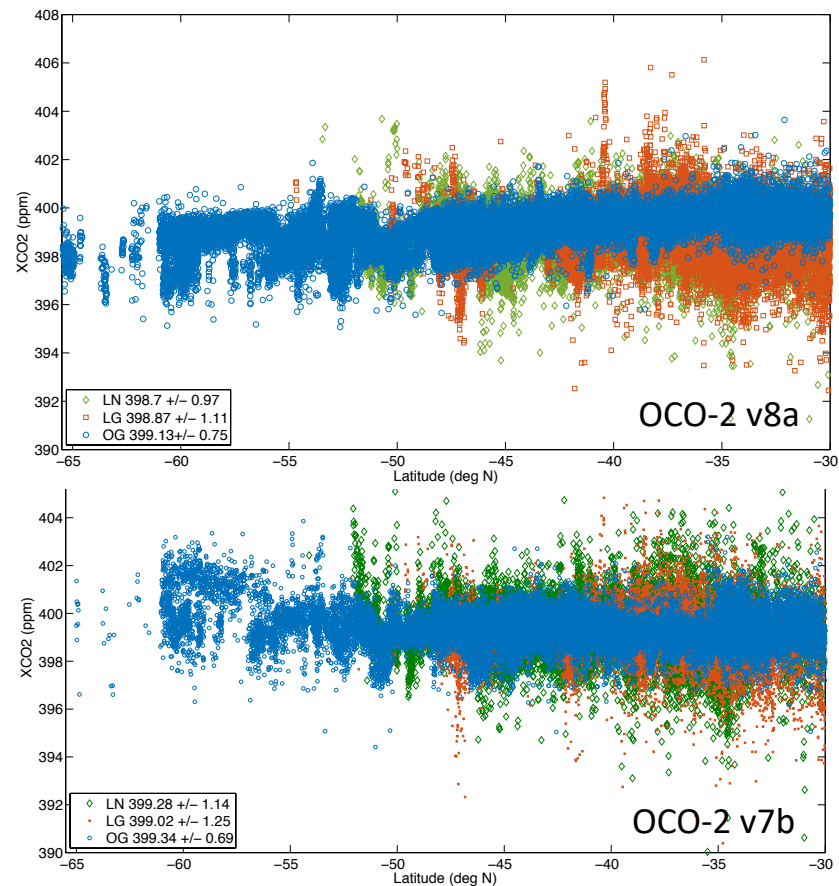 408
406
404
402
400
398
396
394
392
390
XCO2 (ppm)
LN 398.7 +/− 0.97
LG 398.87 +/− 1.11
OG 399.13+/− 0.75
OCO-2 v8a
−65 −60 −55 −50 −45 −40 −35 −30
Latitude (deg N)
404
402
400
398
396
394
392
390
XCO2 (ppm)
LN 399.28 +/− 1.14
LG 399.02 +/− 1.25
OG 399.34 +/− 0.69
OCO-2 v7b
−65 −60 −55 −50 −45 −40 −35 −30
Latitude (deg N)